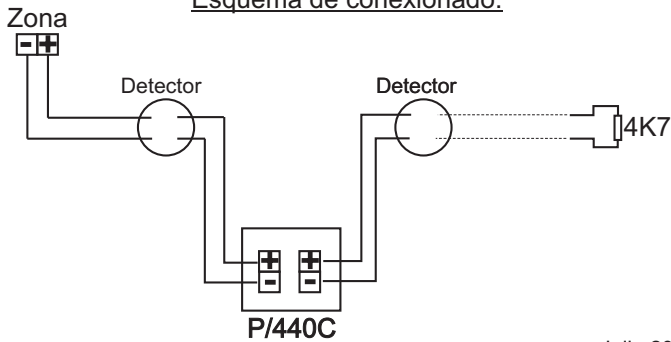 Esquema de conexionado:
Zona
- +
Detector
Detector
4K7
+ +
- -
P/440C